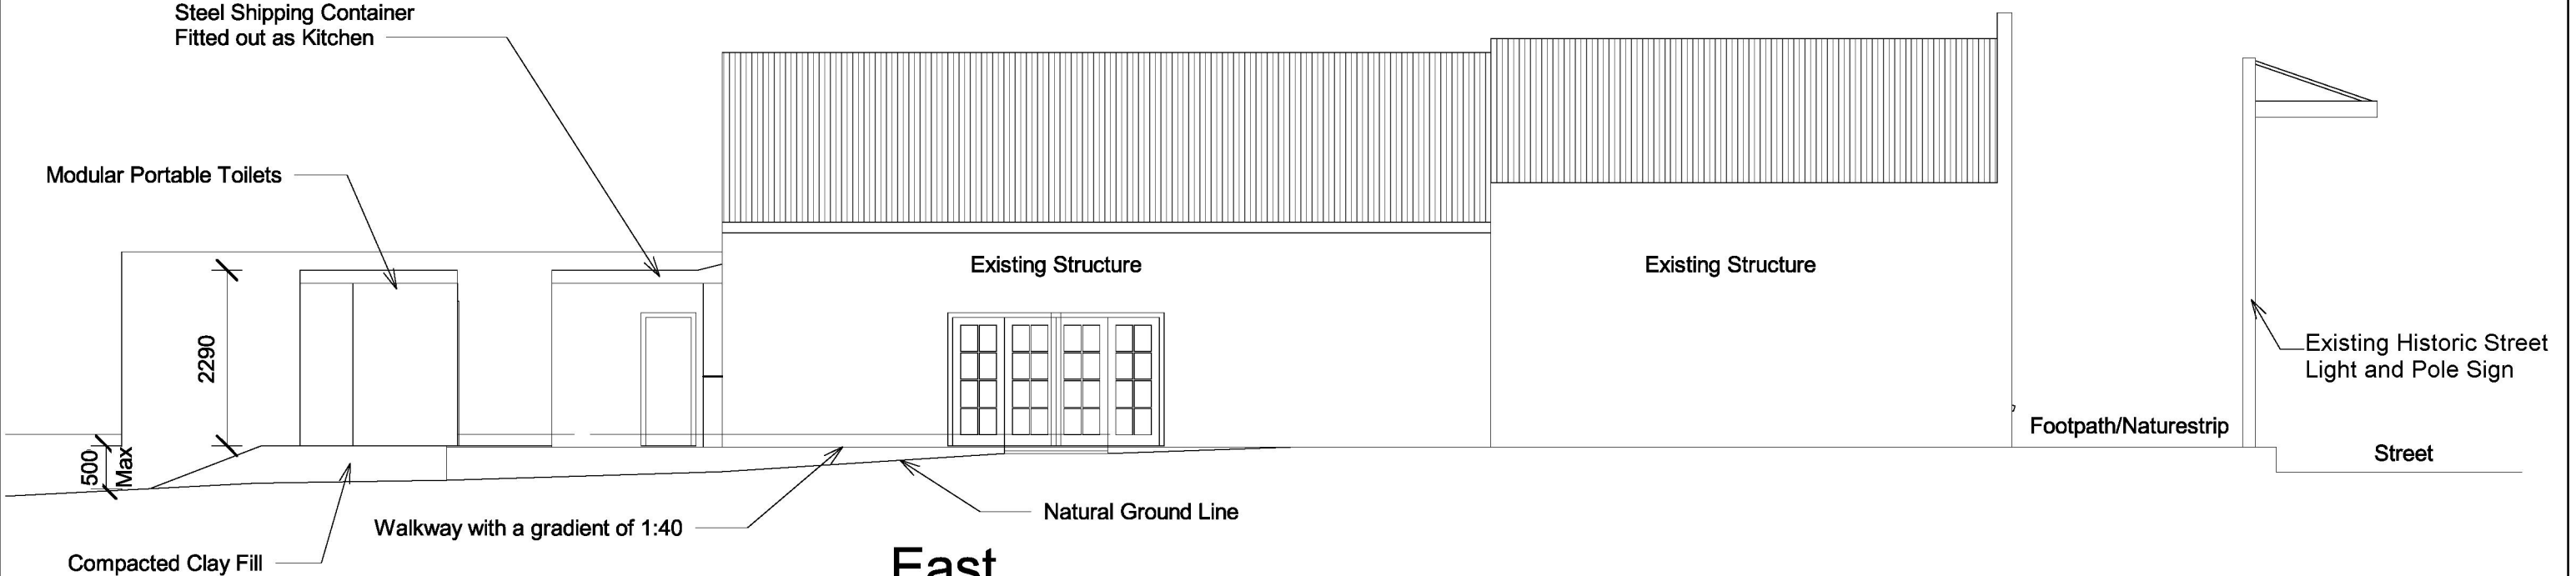 Steel Shipping Container
Fitted out as Kitchen
Modular Portable Toilets
Existing Structure
Existing Structure
2290
Existing Historic Street
Light and Pole Sign
Footpath/Naturestrip
500
Max
Street
Natural Ground Line
Walkway with a gradient of 1:40
Compacted Clay Fill
East